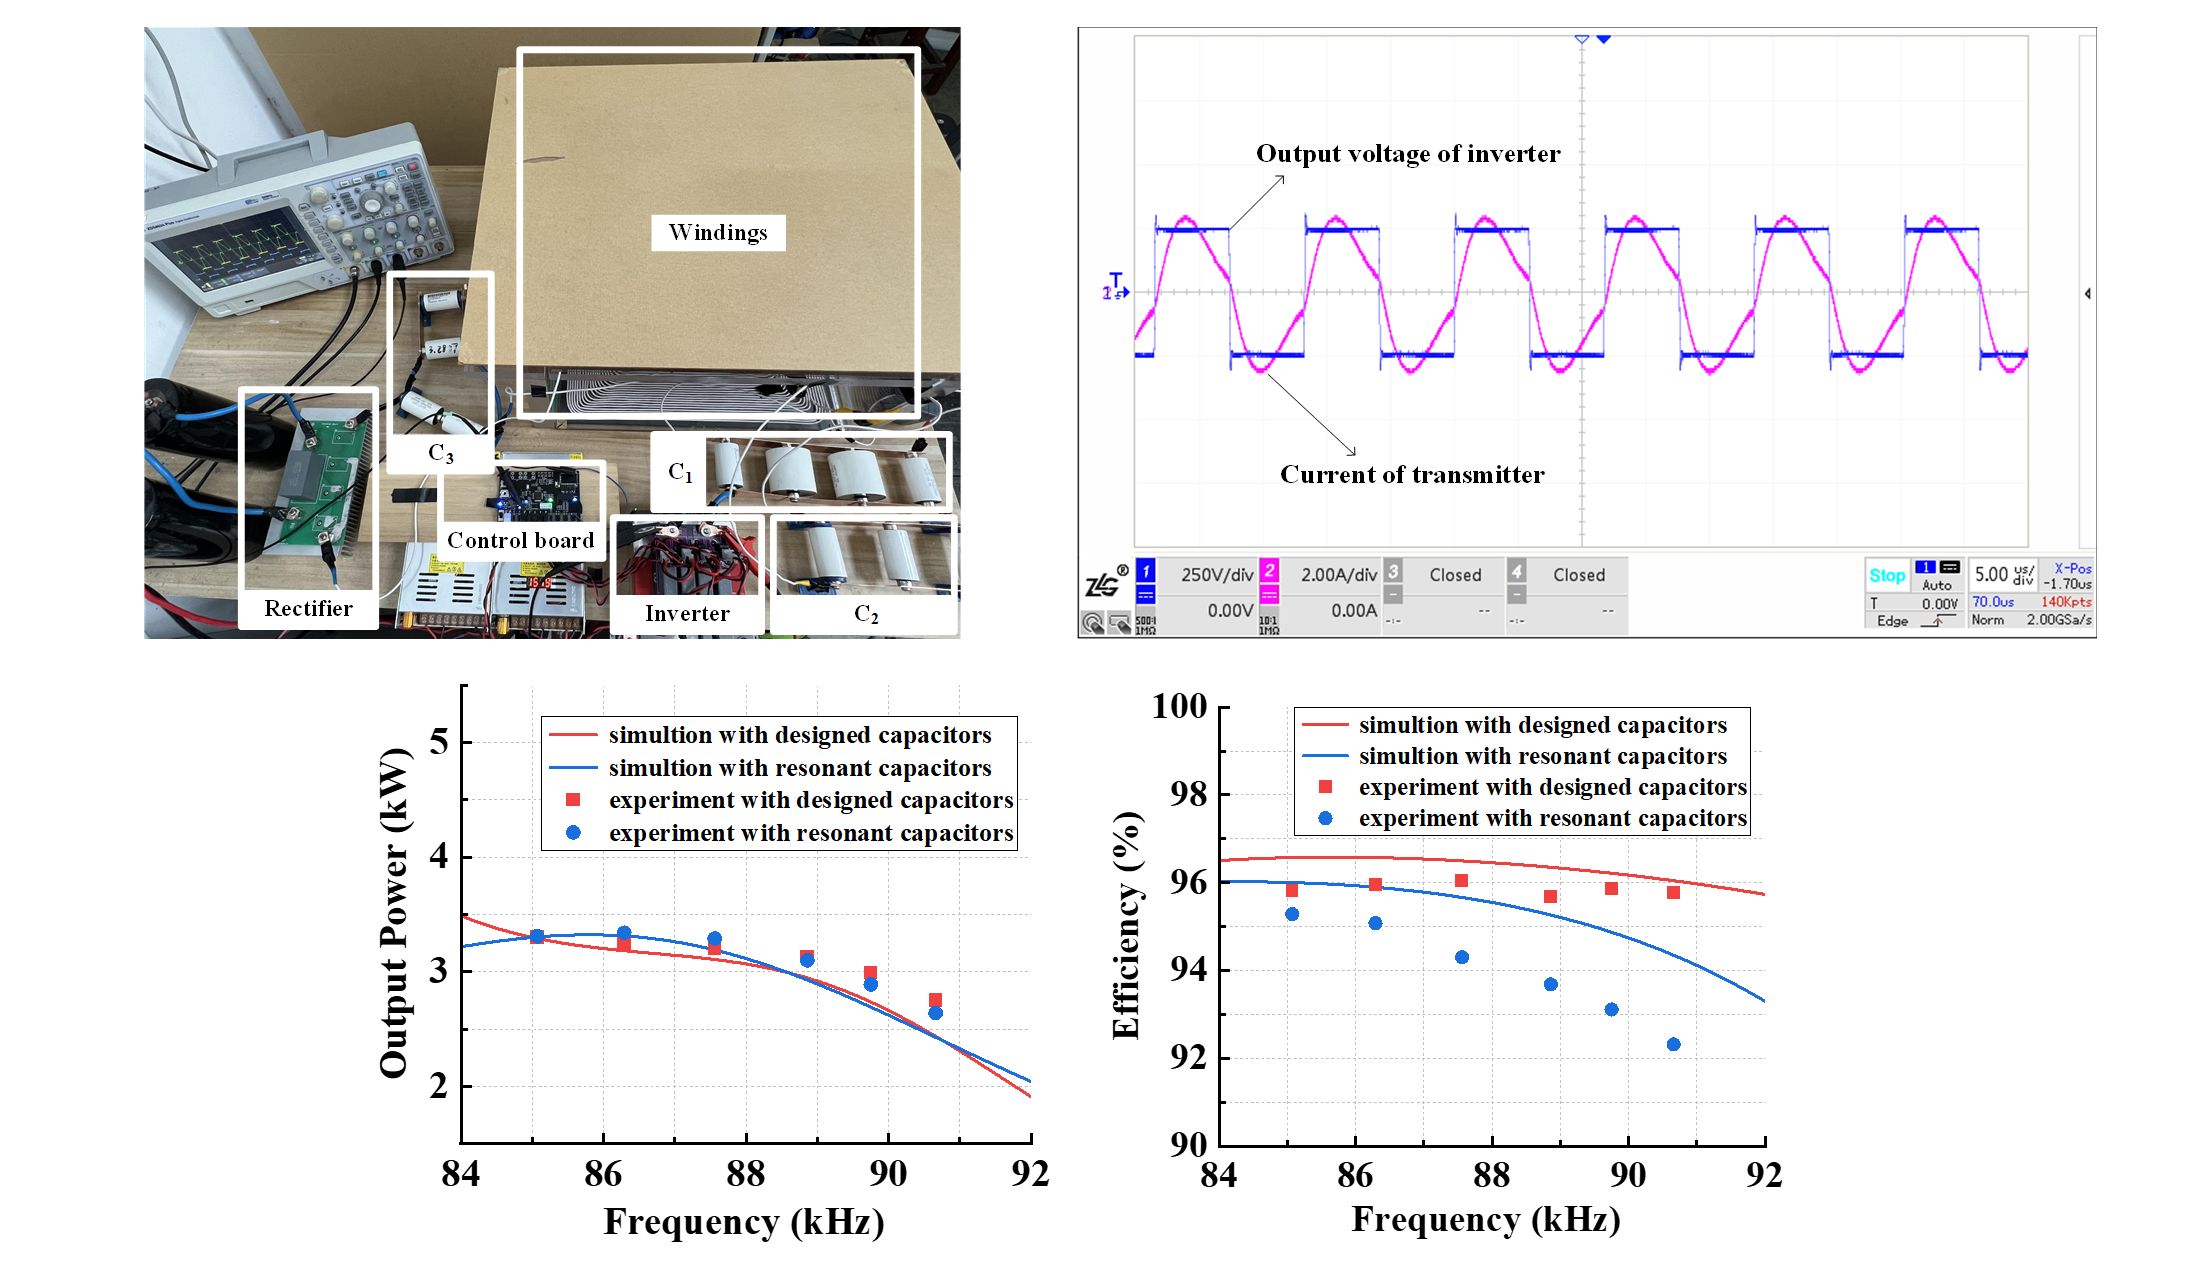 Windings
C3
C1
Control board
Rectifier
Inverter
C2
Output voltage of inverter
T
Current of transmitter
ZLG®
1 250V/div 2 2.00A/div 3 Closed 4 Closed
0.00V 0.00A -- --
500:1 10:1 -:- -:-
1MΩ 1MΩ
Stop 1 Auto 5.00 us/div X-Pos
-1.70us
T 0.00V 70.0us 140Kpts
Edge Norm 2.00GSa/s
simultion with designed capacitors
simultion with resonant capacitors
experiment with designed capacitors
experiment with resonant capacitors
5
4
3
2
Output Power (kW)
84 86 88 90 92
Frequency (kHz)
simultion with designed capacitors
simultion with resonant capacitors
experiment with designed capacitors
experiment with resonant capacitors
100
98
96
94
92
90
Efficiency (%)
84 86 88 90 92
Frequency (kHz)